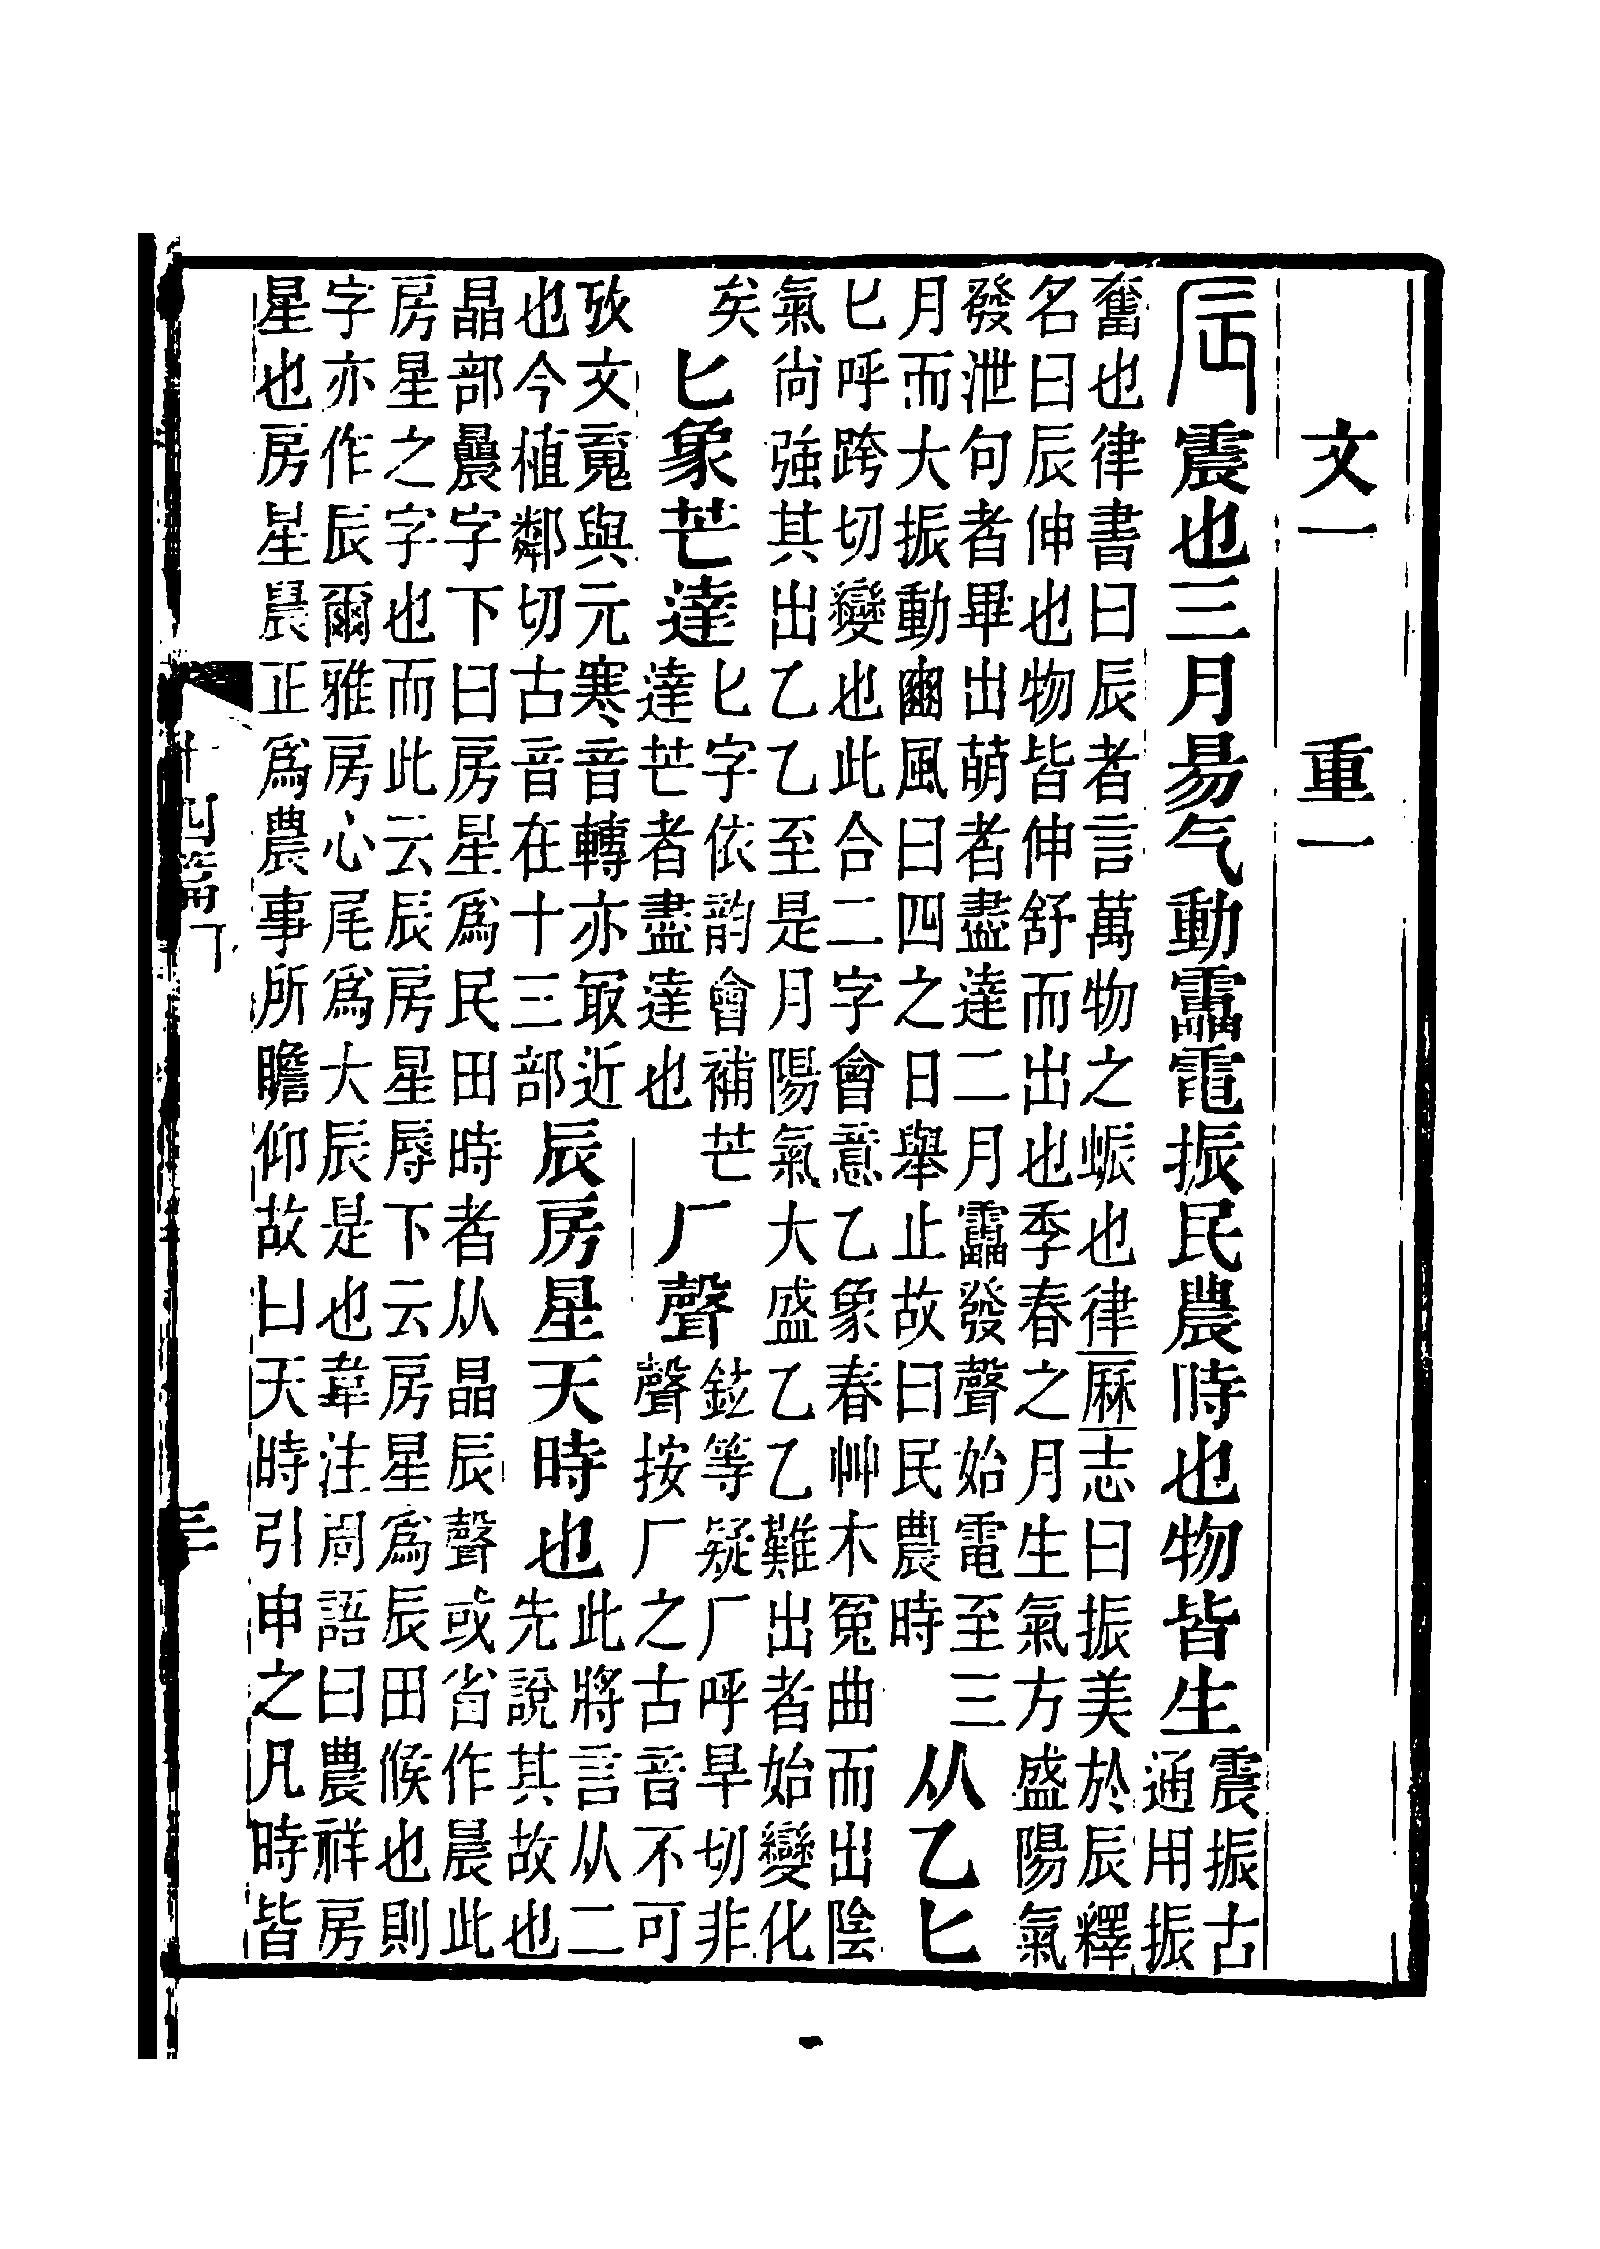 文一　重一
辰震也三月昜气動靁電振民農時也物皆生
震振古
通用振
奮也律書曰辰者言萬物之蜄也律厤志曰振美於辰釋
名曰辰伸也物皆伸舒而出也季春之月生氣方盛陽氣
發泄句者畢出萌者盡達二月靁發聲始電至三
月而大振動豳風曰四之日舉止故曰民農時
从乙匕
匕呼跨切變也此合二字會意乙象春艸木冤曲而出陰
氣尚強其出乙乙至是月陽氣大盛乙乙難出者始變化
矣
匕象芒達
匕字依韵會補芒
達芒者盡達也
厂聲
鉉等疑厂呼旱切非
聲按厂之古音不可
攷文䰟與元寒音轉亦冣近
也今植鄰切古音在十三部
辰房星天時也
此將言从二
先說其故也
晶部曟字下曰房星爲民田時者从晶辰聲或省作晨此
房星之字也而此云辰房星辱下云房星爲辰田候也則
字亦作辰爾雅房心尾爲大辰是也韋注周語曰農祥房
星也房星晨正爲農事所瞻仰故曰天時引申之凡時皆
十四篇下　三